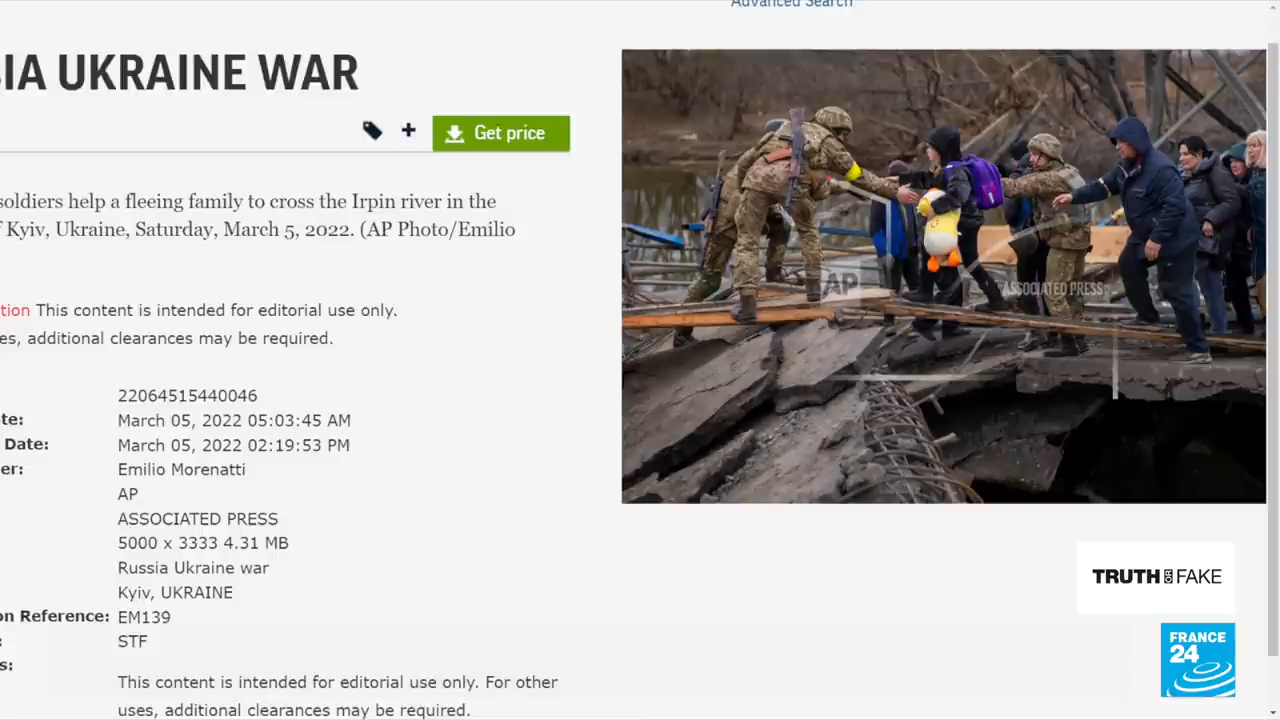 Advanced Search
IA UKRAINE WAR
Get price
soldiers help a fleeing family to cross the Irpin river in the
Kyiv, Ukraine, Saturday, March 5, 2022. (AP Photo/Emilio
tion This content is intended for editorial use only.
es, additional clearances may be required.
22064515440046
te: March 05, 2022 05:03:45 AM
Date: March 05, 2022 02:19:53 PM
er: Emilio Morenatti
AP
ASSOCIATED PRESS
5000 x 3333 4.31 MB
Russia Ukraine war
Kyiv, UKRAINE
on Reference: EM139
: STF
s:
This content is intended for editorial use only. For other
uses, additional clearances may be required.
AP
ASSOCIATED PRESS
TRUTH OR FAKE
FRANCE
24